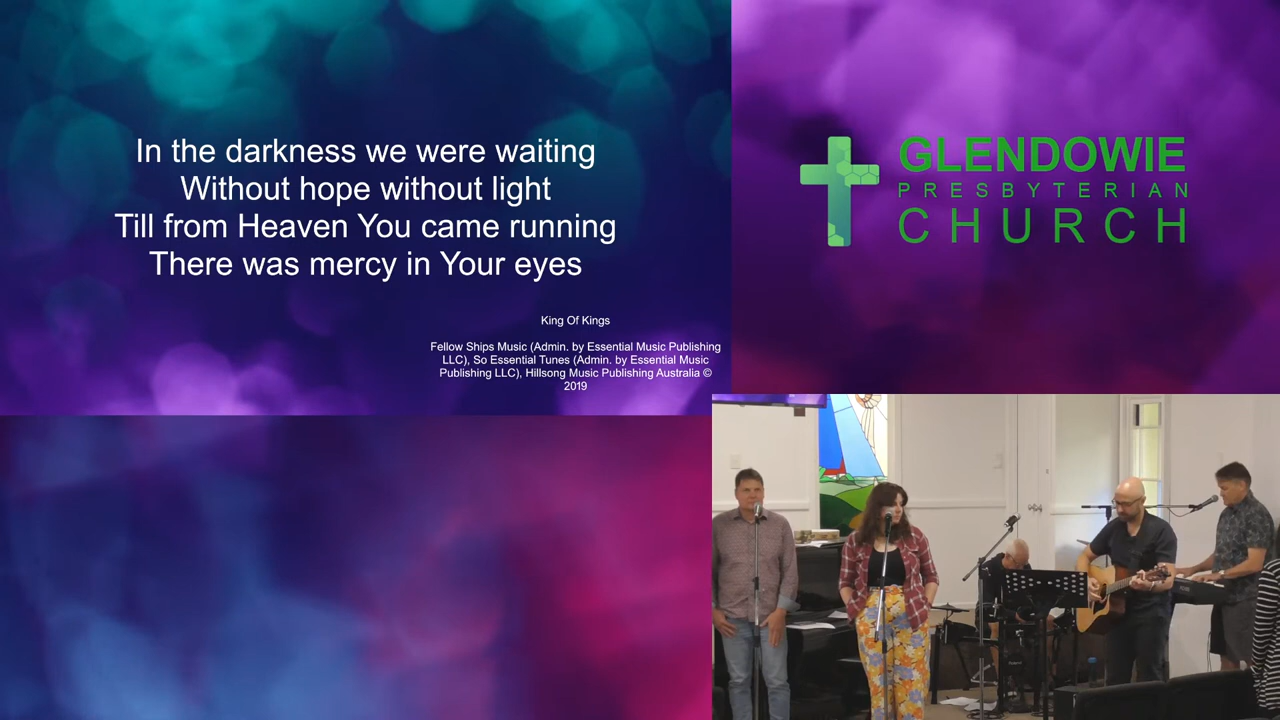 In the darkness we were waiting
Without hope without light
Till from Heaven You came running
There was mercy in Your eyes
King Of Kings
Fellow Ships Music (Admin. by Essential Music Publishing
LLC), So Essential Tunes (Admin. by Essential Music
Publishing LLC), Hillsong Music Publishing Australia ©
2019
GLENDOWIE
PRESBYTERIAN
CHURCH